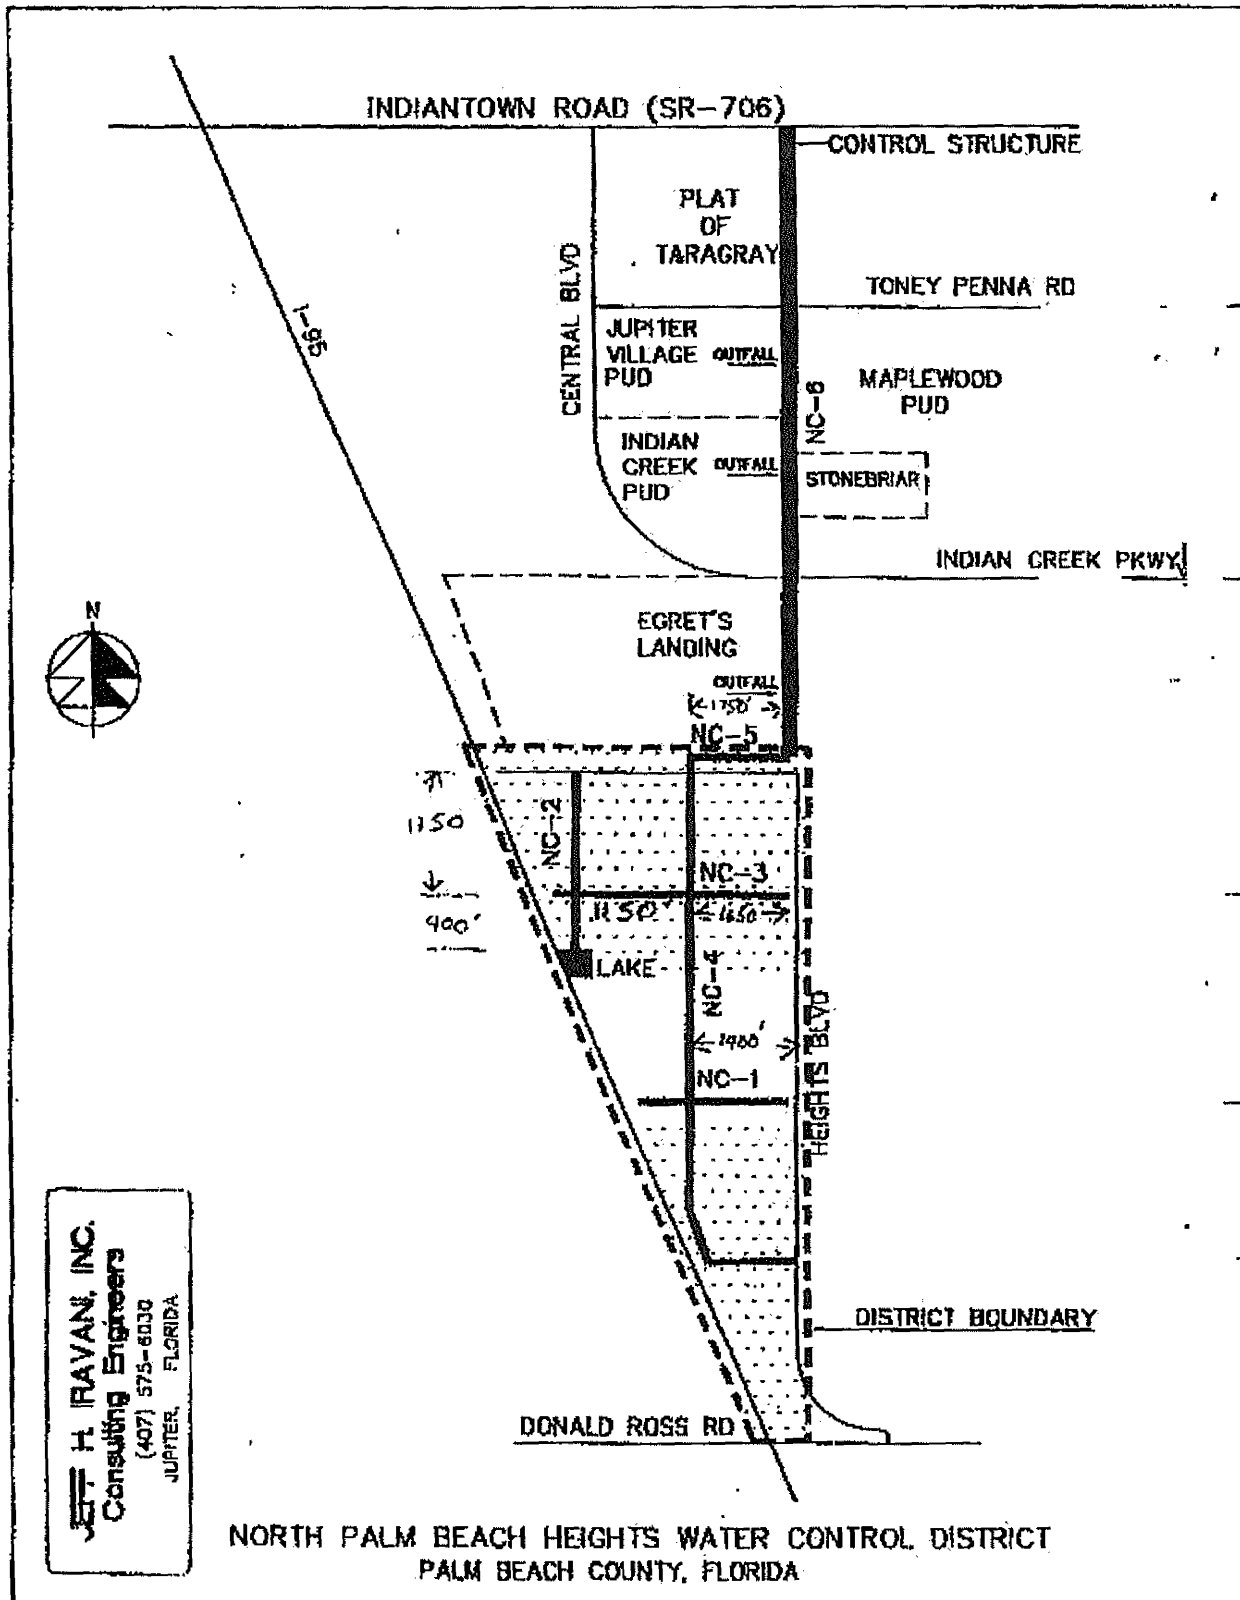 INDIANTOWN ROAD (SR-706)
CONTROL STRUCTURE
PLAT
OF
TARAGRAY
CENTRAL BLVD
TONEY PENNA RD
I-95
JUPITER
VILLAGE
PUD
OUTFALL
NC-6
MAPLEWOOD
PUD
INDIAN
CREEK
PUD
OUTFALL
STONEBRIAR
INDIAN CREEK PKWY
N
EGRET'S
LANDING
OUTFALL
1750'
NC-5
1150
NC-2
NC-3
1150'
1650
400'
LAKE
NC-4
1400'
NC-1
HEIGHTS BLVD
DISTRICT BOUNDARY
DONALD ROSS RD
JEFF H. IRAVANI, INC.
Consulting Engineers
(407) 575-6030
JUPITER, FLORIDA
NORTH PALM BEACH HEIGHTS WATER CONTROL DISTRICT
PALM BEACH COUNTY, FLORIDA